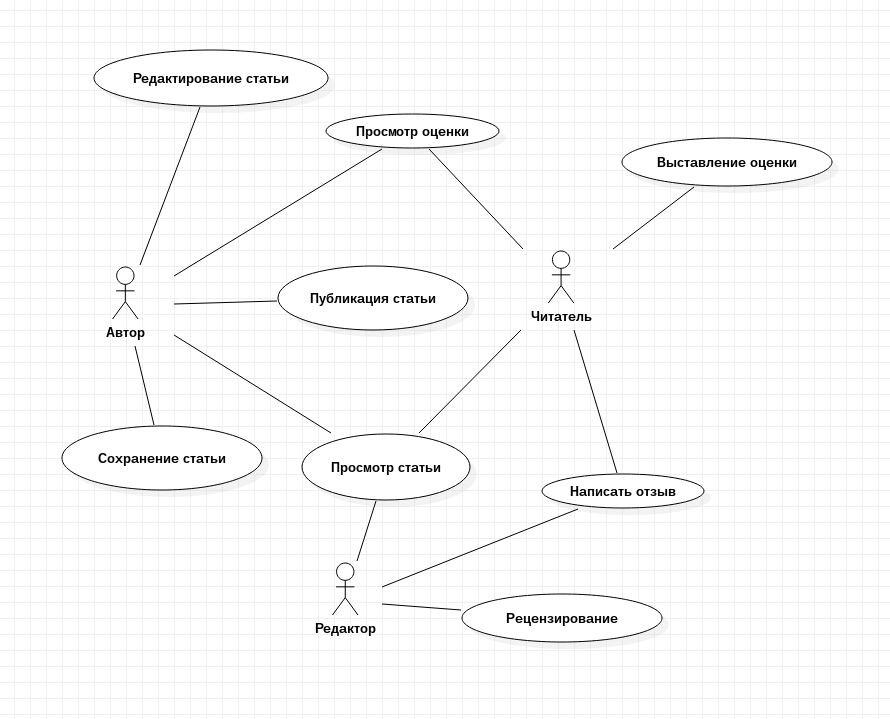 Редактирование статьи
Просмотр оценки
Выставление оценки
Публикация статьи
Читатель
Автор
Сохранение статьи
Просмотр статьи
Написать отзыв
Рецензирование
Редактор